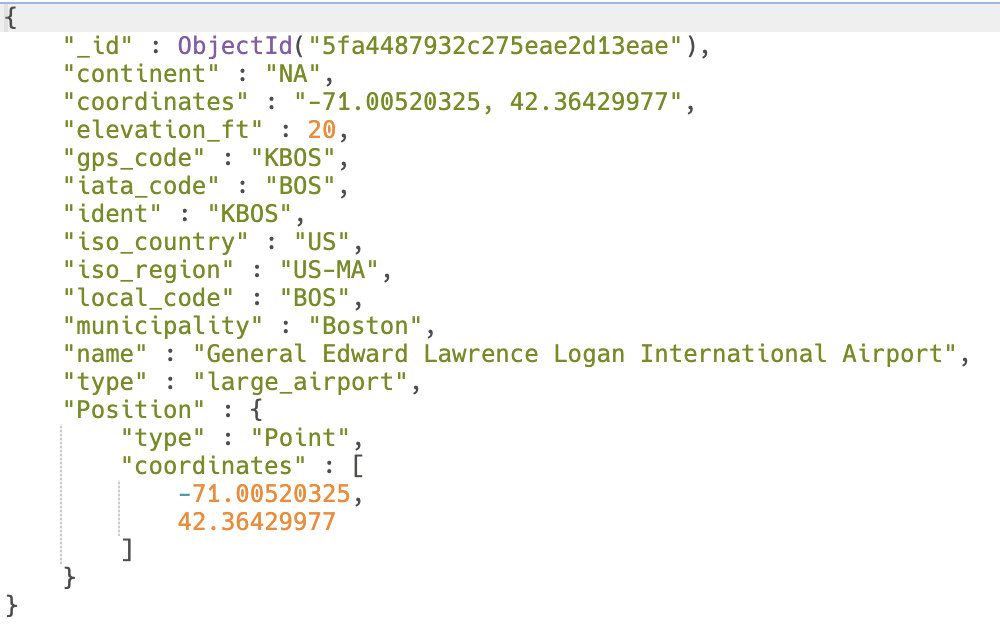 {
"_id" : ObjectId("5fa4487932c275eae2d13eae"),
"continent" : "NA",
"coordinates" : "-71.00520325, 42.36429977",
"elevation_ft" : 20,
"gps_code" : "KBOS",
"iata_code" : "BOS",
"ident" : "KBOS",
"iso_country" : "US",
"iso_region" : "US-MA",
"local_code" : "BOS",
"municipality" : "Boston",
"name" : "General Edward Lawrence Logan International Airport",
"type" : "large_airport",
"Position" : {
"type" : "Point",
"coordinates" : [
-71.00520325,
42.36429977
]
}
}